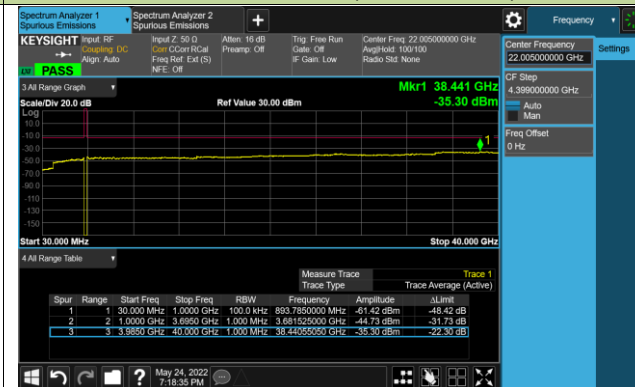 Spectrum Analyzer 1
Spurious Emissions
Spectrum Analyzer 2
Spurious Emissions
Frequency
KEYSIGHT
Input: RF
Coupling: DC
Align: Auto
Input Z: 50 Ω
Corr CCorr RCal
Freq Ref: Ext (S)
NFE: Off
Atten: 16 dB
Preamp: Off
Trig: Free Run
Gate: Off
IF Gain: Low
Center Freq: 22.005000000 GHz
Avg|Hold: 100/100
Radio Std: None
PASS
Center Frequency
22.005000000 GHz
Settings
CF Step
4.399000000 GHz
Auto
Man
Freq Offset
0 Hz
3 All Range Graph
Mkr1 38.441 GHz
Scale/Div 20.0 dB
Ref Value 30.00 dBm
-35.30 dBm
Log
10.0
-10.0
-30.0
-50.0
-70.0
-90.0
-110
-130
-150
1
Start 30.000 MHz
Stop 40.000 GHz
4 All Range Table
Measure Trace Trace 1
Trace Type Trace Average (Active)
Spur Range Start Freq Stop Freq RBW Frequency Amplitude ΔLimit
1 1 30.000 MHz 1.0000 GHz 100.0 kHz 893.7850000 MHz -61.42 dBm -48.42 dB
2 2 1.0000 GHz 3.6950 GHz 1.000 MHz 3.681525000 GHz -44.73 dBm -31.73 dB
3 3 3.9850 GHz 40.000 GHz 1.000 MHz 38.44055050 GHz -35.30 dBm -22.30 dB
May 24, 2022
7:18:35 PM